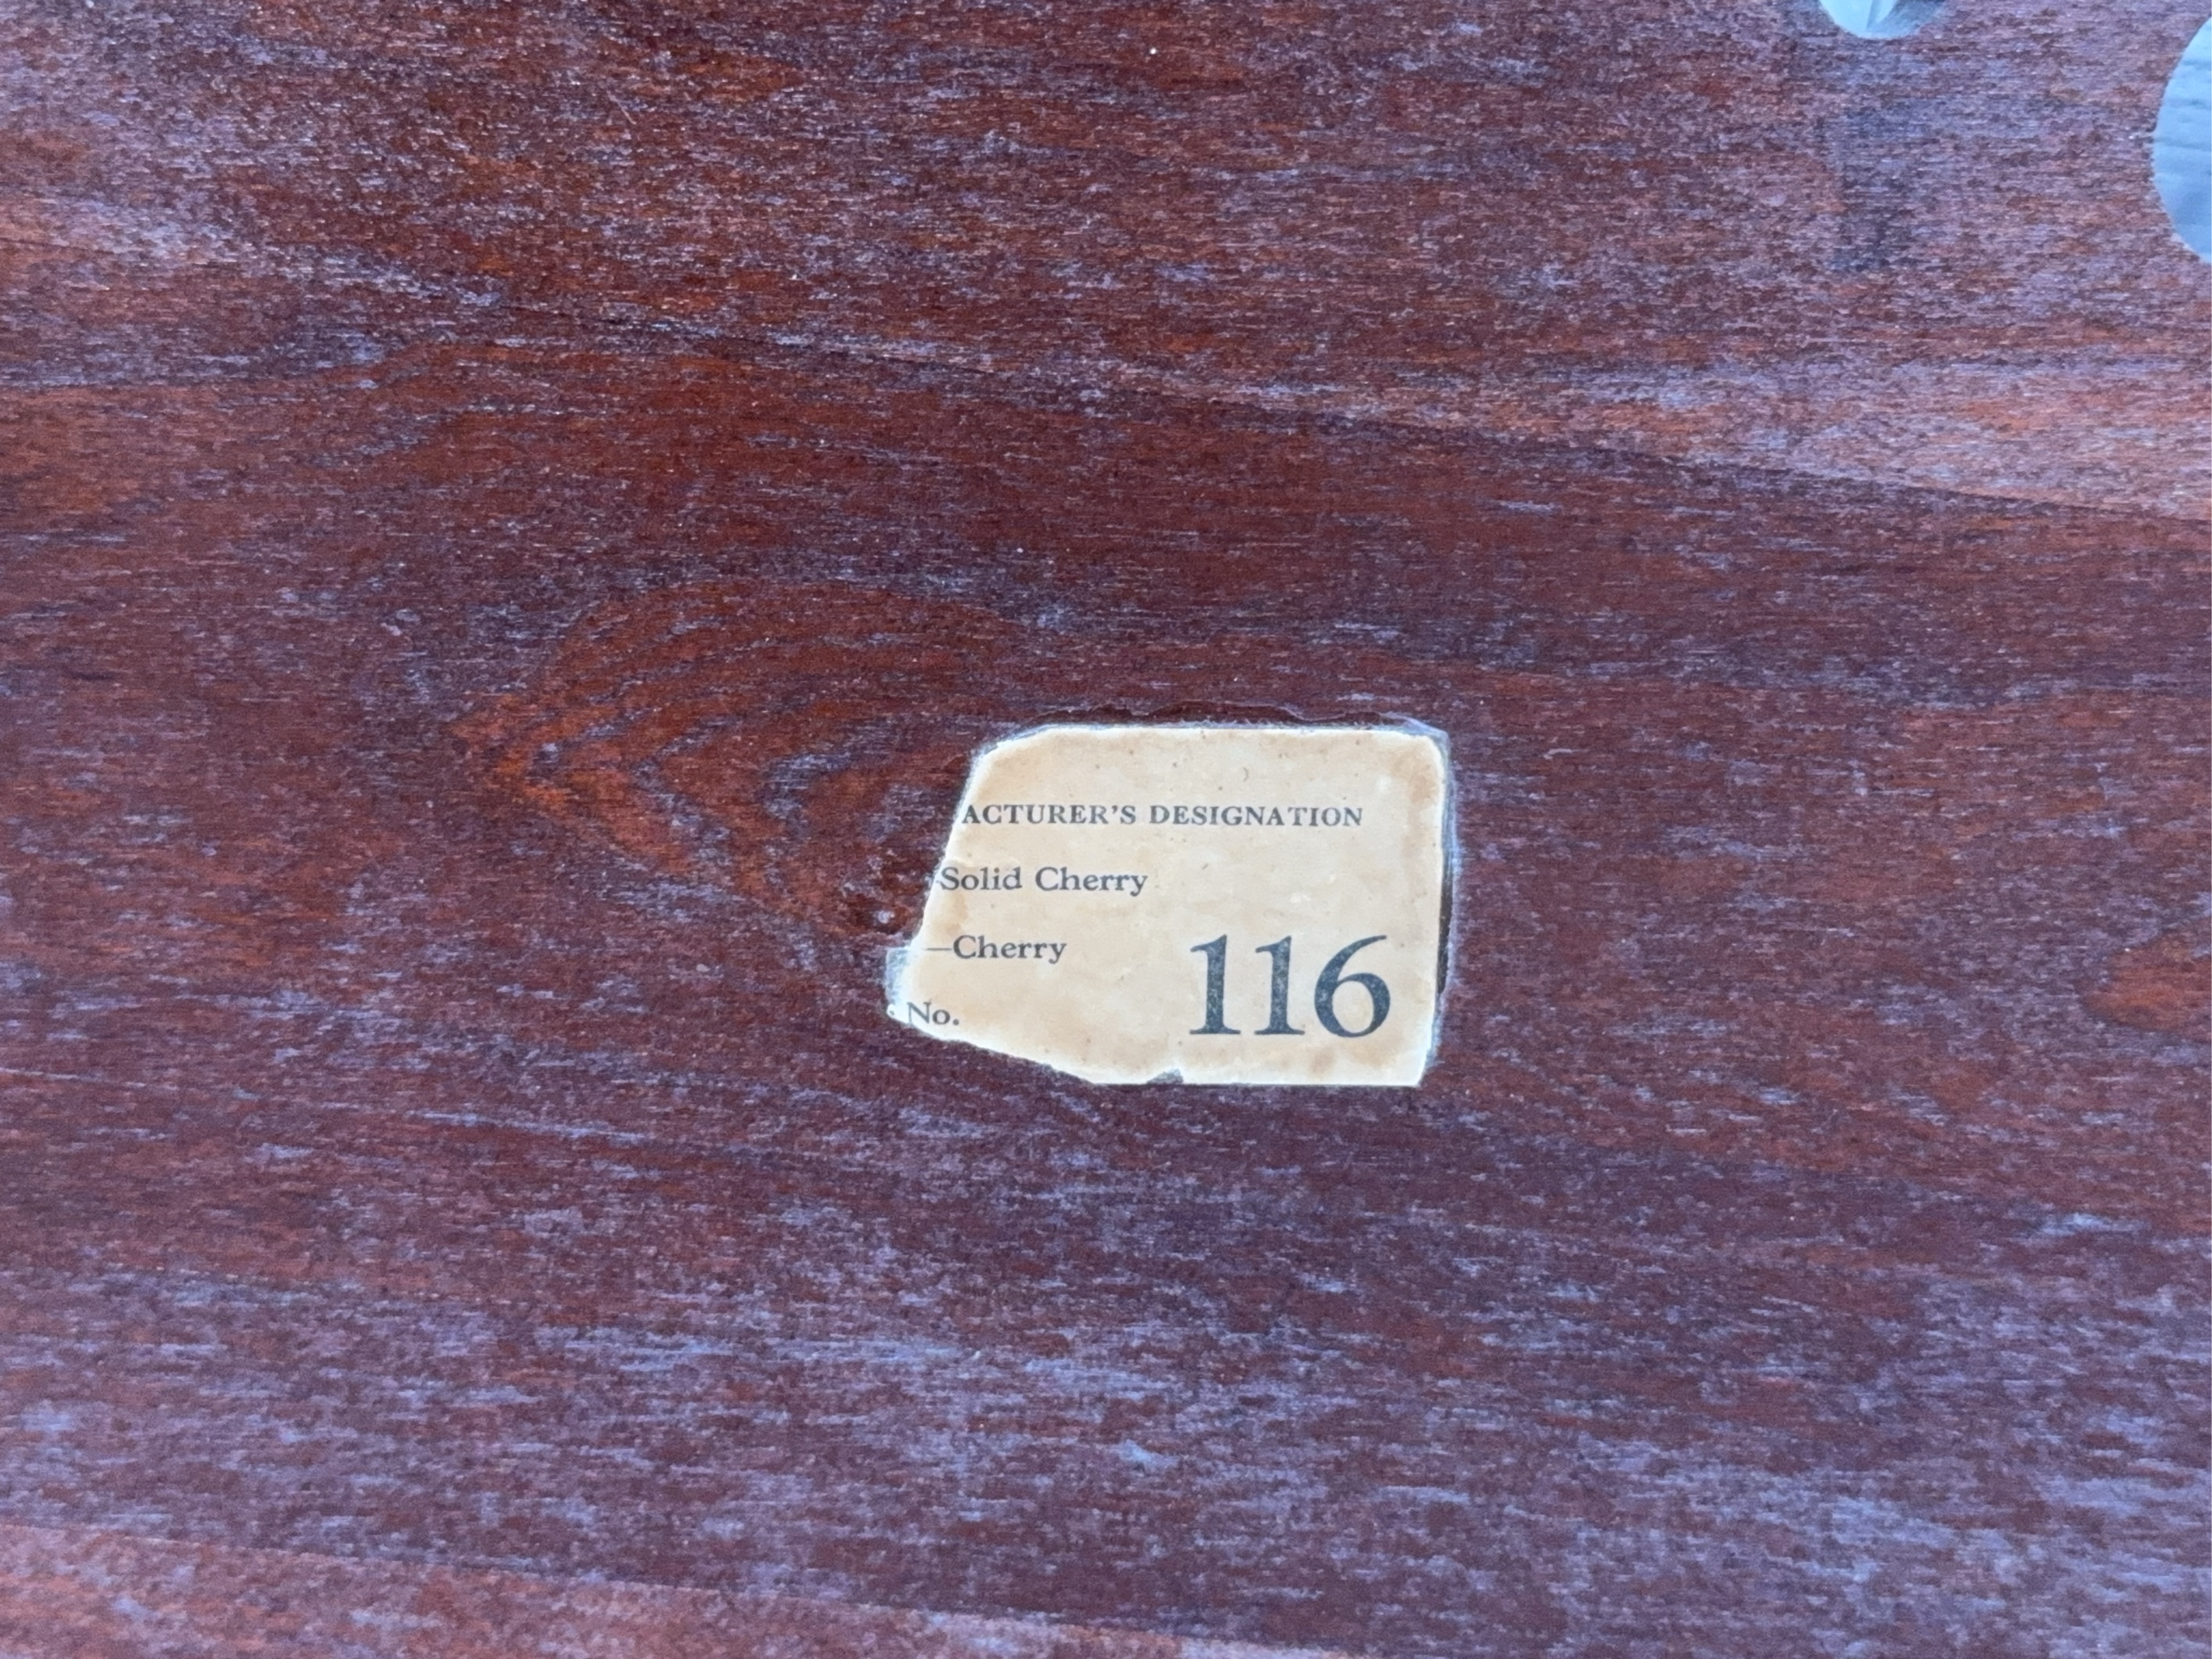 ACTURER'S DESIGNATION
Solid Cherry
—Cherry
No.
116